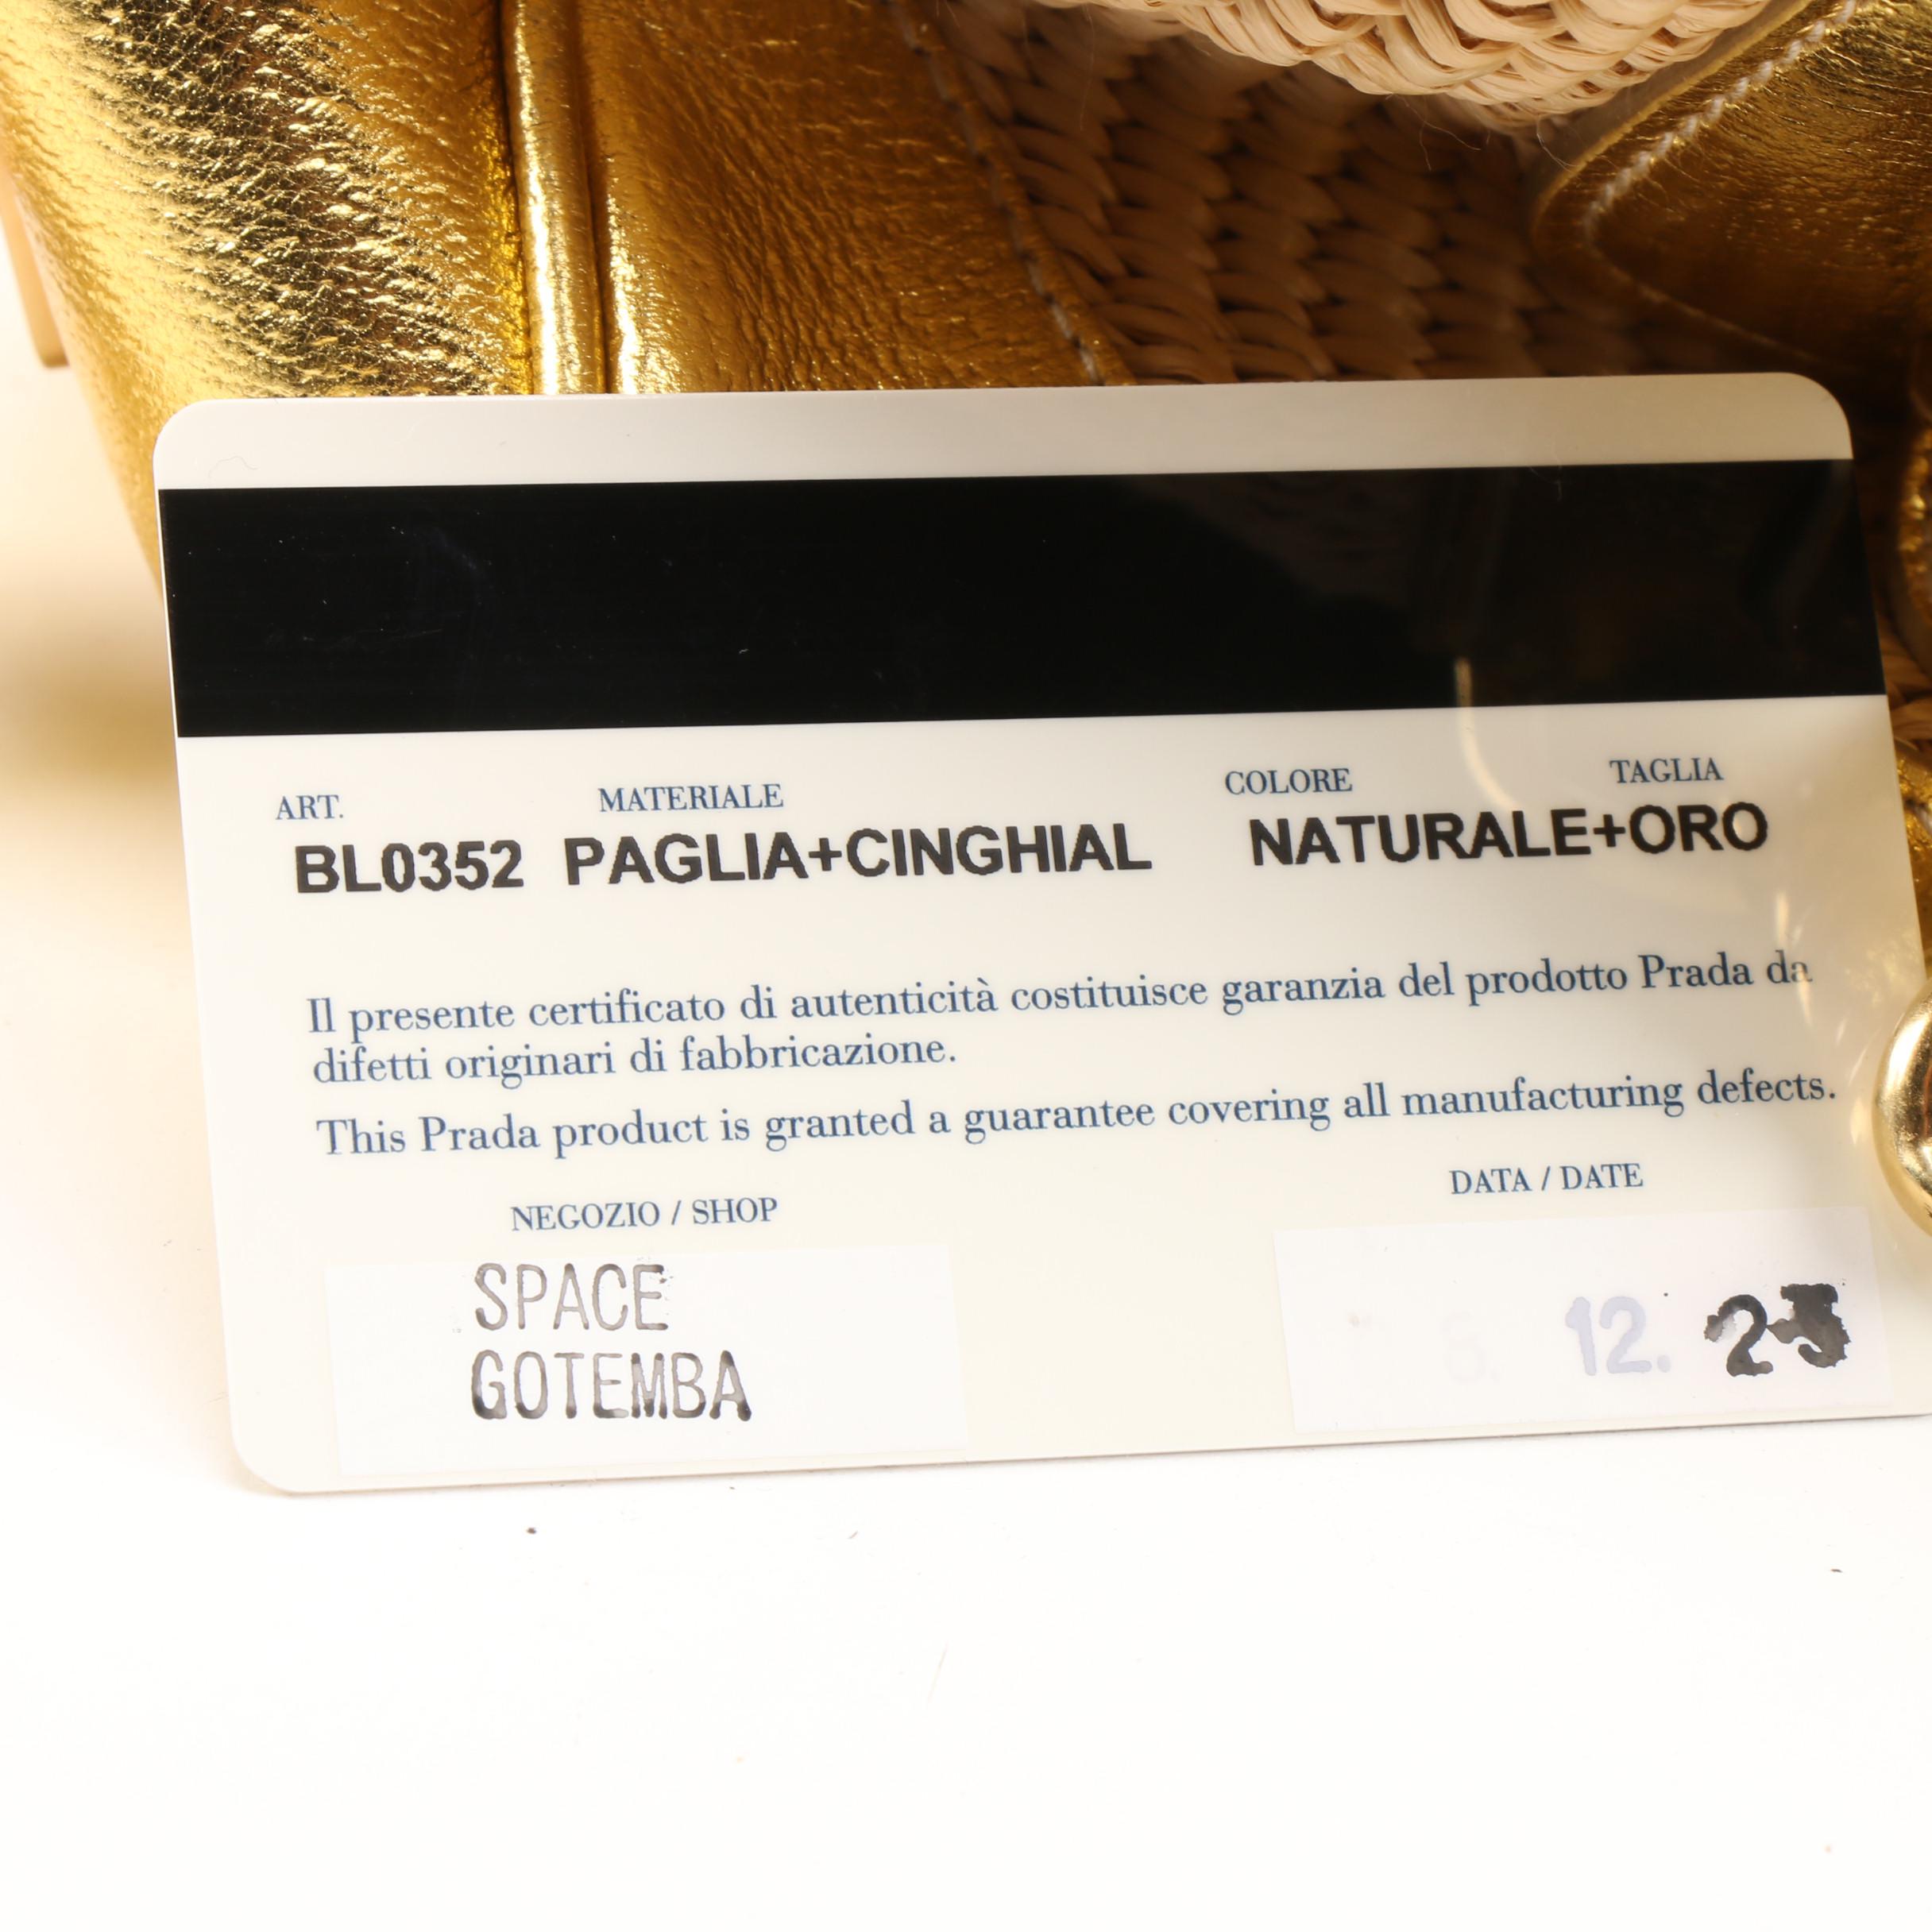 ART. MATERIALE COLORE TAGLIA
BL0352 PAGLIA+CINGHIAL NATURALE+ORO
Il presente certificato di autenticità costituisce garanzia del prodotto Prada da
difetti originari di fabbricazione.
This Prada product is granted a guarantee covering all manufacturing defects.
NEGOZIO / SHOP DATA / DATE
SPACE
GOTEMBA
12.